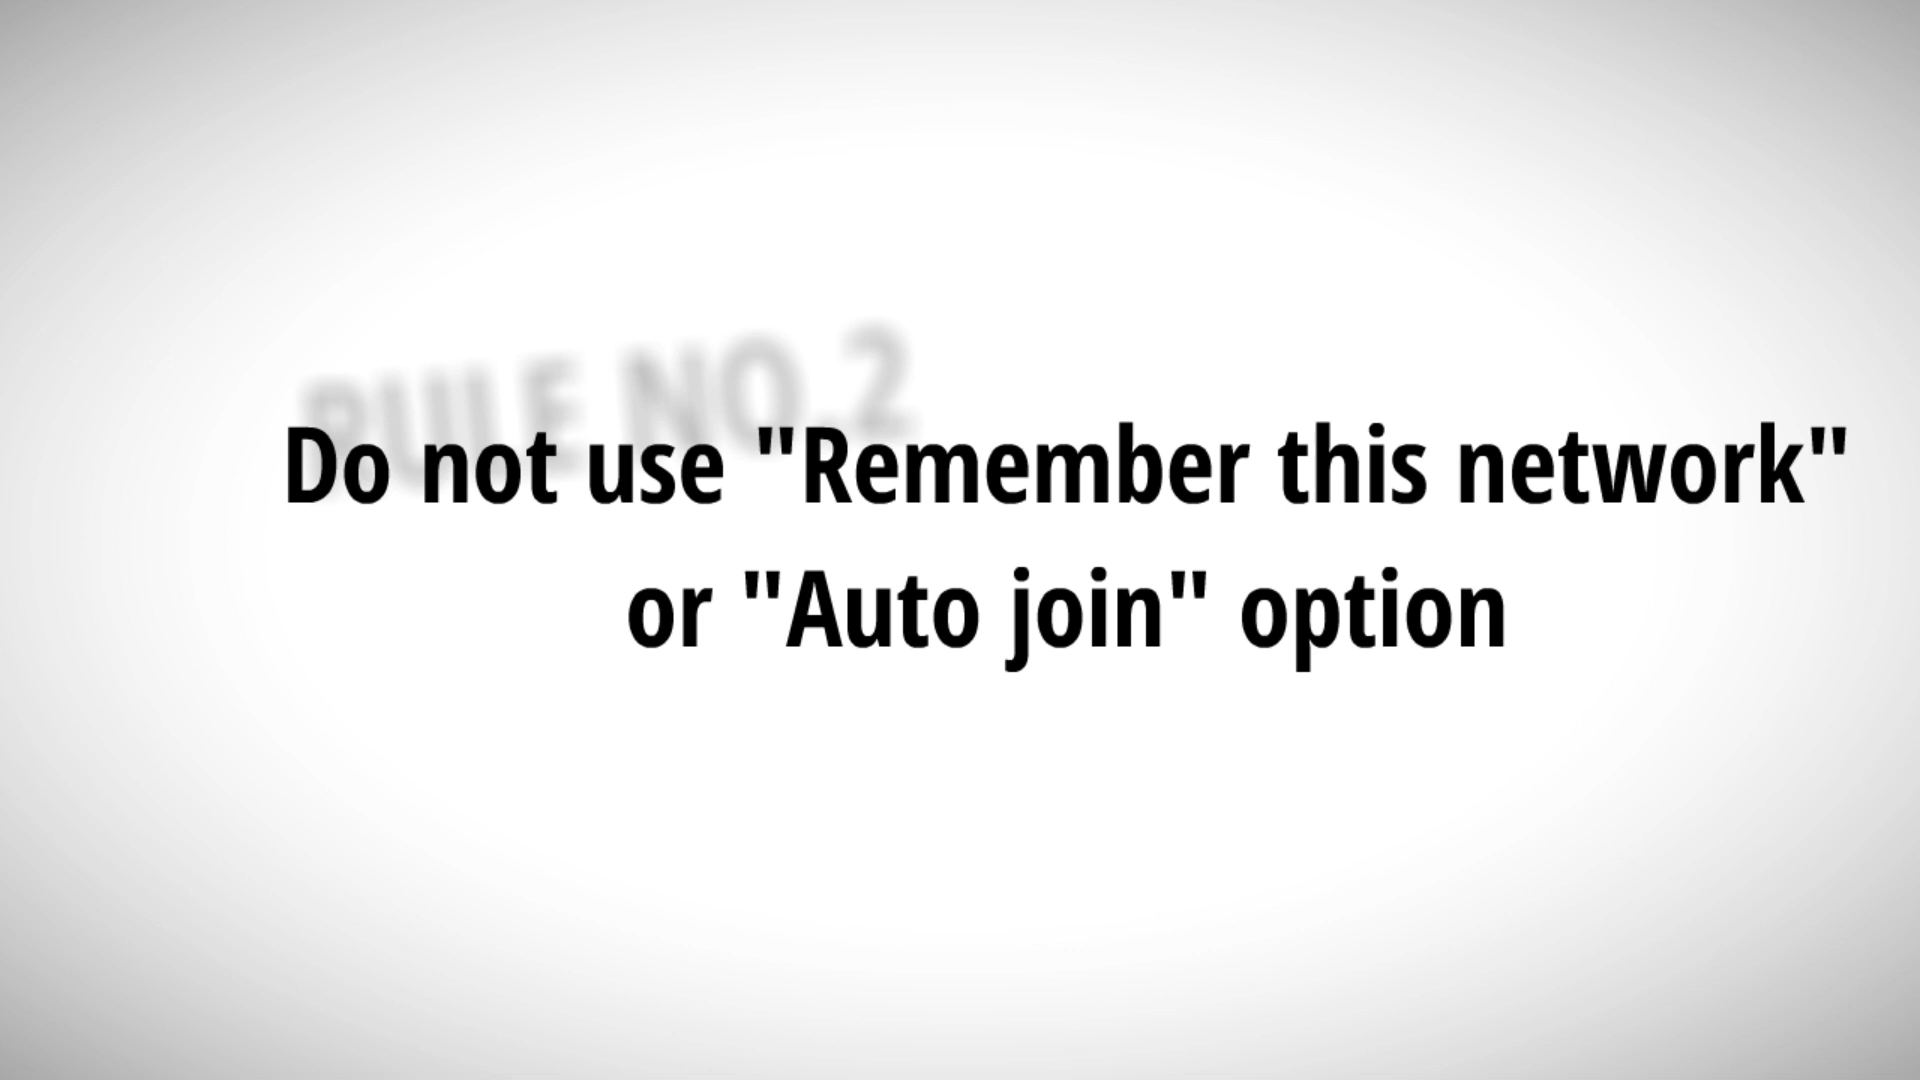 RULE NO.2
Do not use "Remember this network"
or "Auto join" option